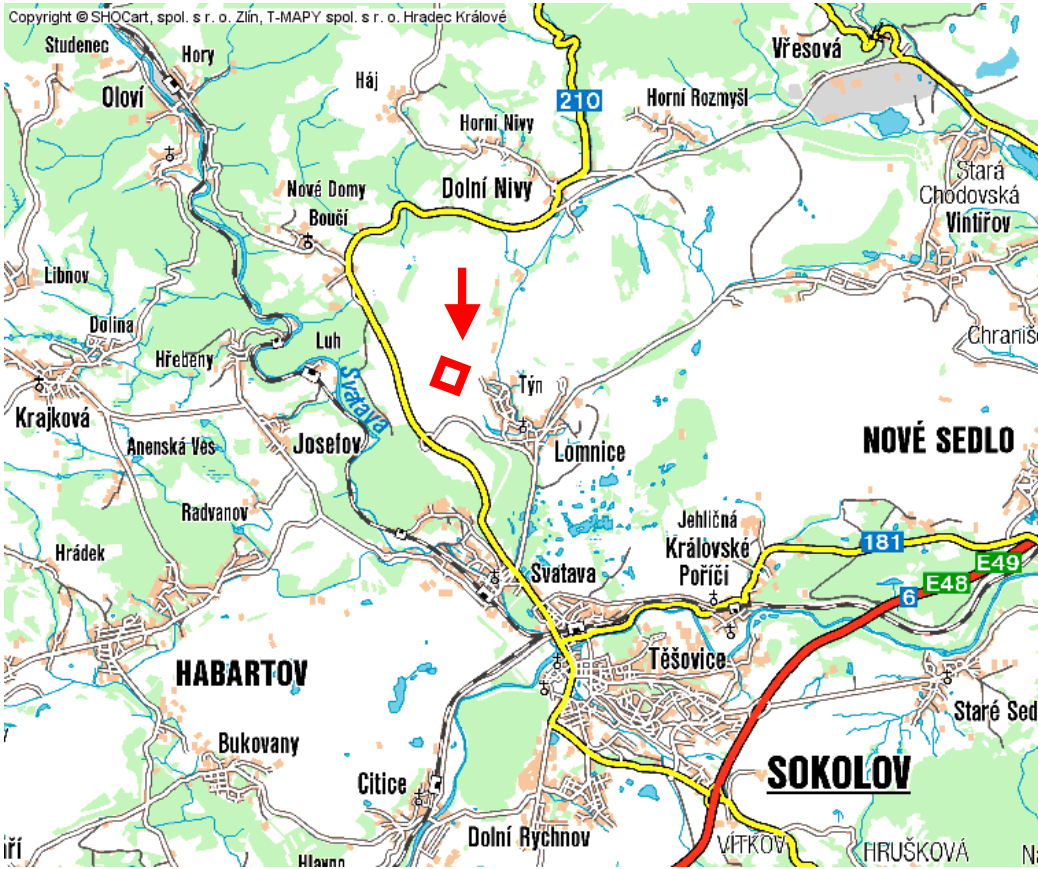 Copyright © SHOCart, spol. s r. o. Zlín, T-MAPY spol. s r. o. Hradec Králové
Studenec
Hory
Vřesová
Háj
Oloví
210
Horní Rozmyšl
Horní Nivy
Stará
Chodovská
Nové Domy
Dolní Nivy
Boučí
Vintířov
Libnov
Dolina
Chraniš
Luh
Hřebeny
Svatava
Týn
Krajková
Anenská Ves
Josefov
Lomnice
NOVÉ SEDLO
Radvanov
Jehličná
Královské
Poříčí
181
Hrádek
E49
Svatava
E48
6
Těšovice
HABARTOV
Staré Sed
Bukovany
SOKOLOV
Citice
Dolní Rychnov
VÍTKOV
HRUŠKOVÁ
ří
Hlavno
Na